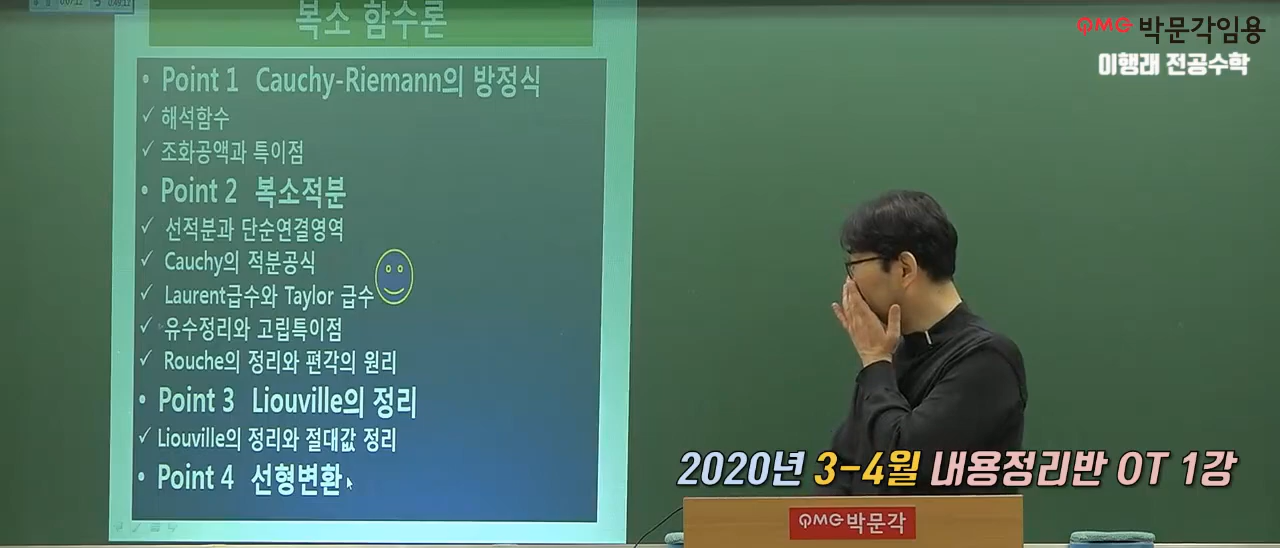 복소 함수론
• Point 1 Cauchy-Riemann의 방정식
✓ 해석함수
✓ 조화공액과 특이점
• Point 2 복소적분
✓ 선적분과 단순연결영역
✓ Cauchy의 적분공식
✓ Laurent급수와 Taylor 급수
✓ 유수정리와 고립특이점
✓ Rouche의 정리와 편각의 원리
• Point 3 Liouville의 정리
✓ Liouville의 정리와 절대값 정리
• Point 4 선형변환
PMG 박문각임용
이행래 전공수학
2020년 3-4월 내용정리반 OT 1강
PMG 박문각